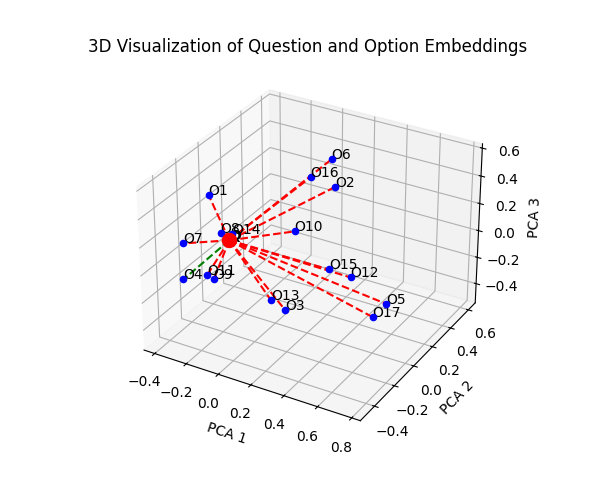 3D Visualization of Question and Option Embeddings
O6
O16
O2
O1
O8
O14
O10
O7
O4
O11
O9
O15
O12
O13
O3
O5
O17
0.6
0.4
0.2
0.0
−0.2
−0.4
PCA 3
−0.4
−0.2
0.0
0.2
0.4
0.6
0.8
PCA 1
−0.4
−0.2
0.0
0.2
0.4
0.6
PCA 2